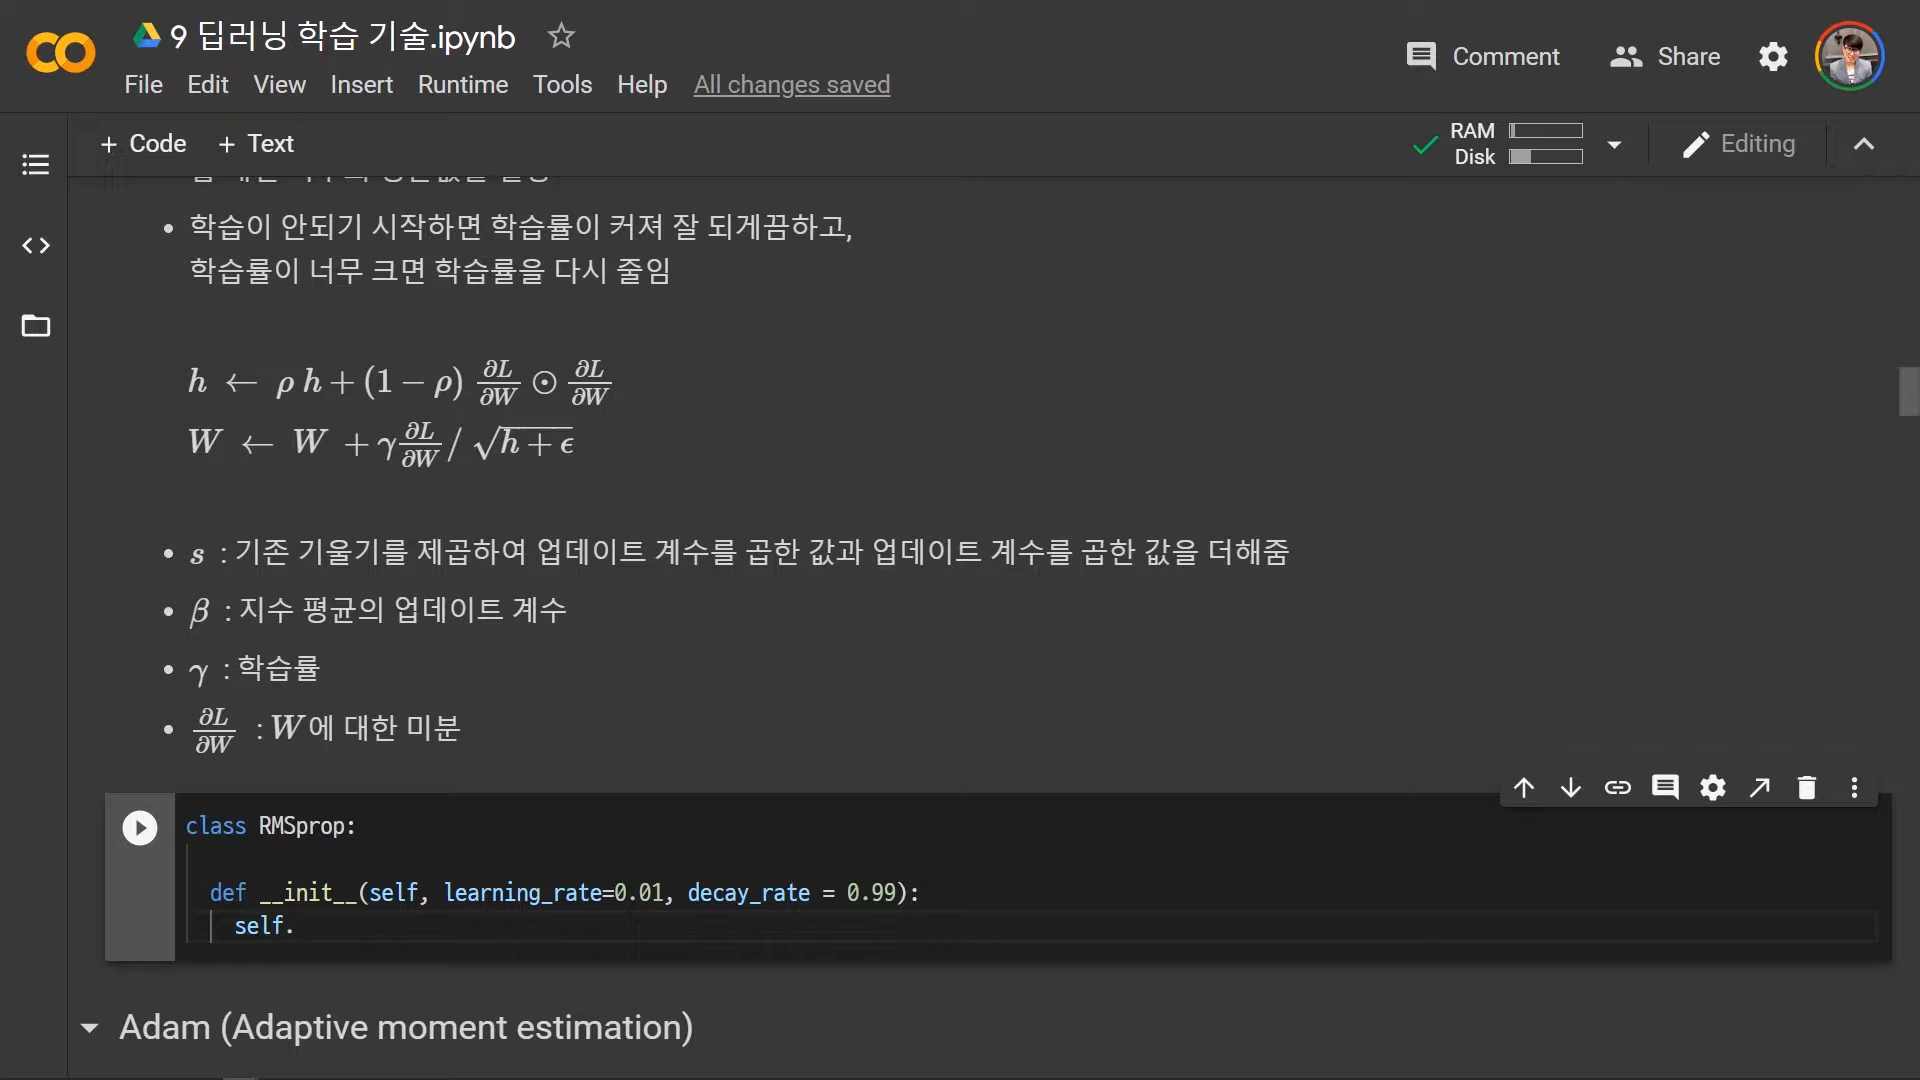 9 딥러닝 학습 기술.ipynb
File Edit View Insert Runtime Tools Help All changes saved
Comment Share
+ Code + Text
RAM
Disk
Editing
• 학습이 안되기 시작하면 학습률이 커져 잘 되게끔하고,
학습률이 너무 크면 학습률을 다시 줄임
h ← ρ h + (1 − ρ) ∂L/∂W ⊙ ∂L/∂W
W ← W + γ ∂L/∂W / √(h + ϵ)
• s : 기존 기울기를 제곱하여 업데이트 계수를 곱한 값과 업데이트 계수를 곱한 값을 더해줌
• β : 지수 평균의 업데이트 계수
• γ : 학습률
• ∂L/∂W : W에 대한 미분
class RMSprop:
def __init__(self, learning_rate=0.01, decay_rate = 0.99):
self.
Adam (Adaptive moment estimation)